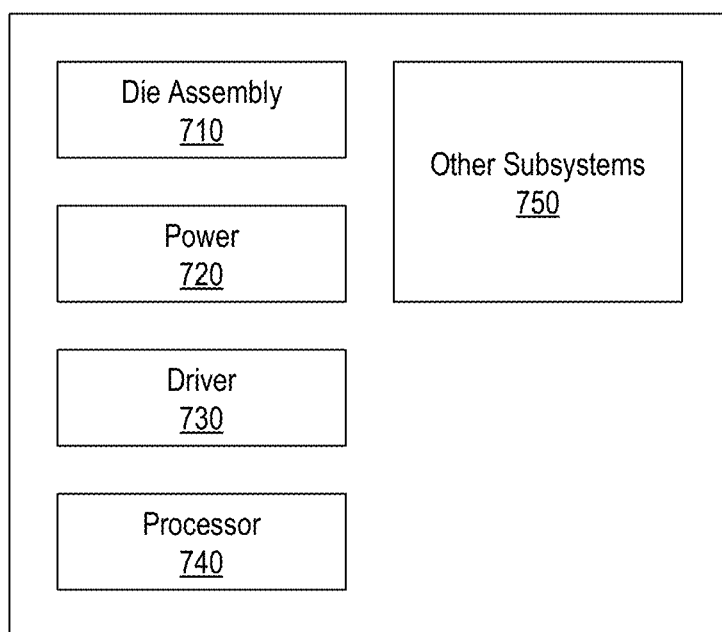 Die Assembly
710
Power
720
Driver
730
Processor
740
Other Subsystems
750